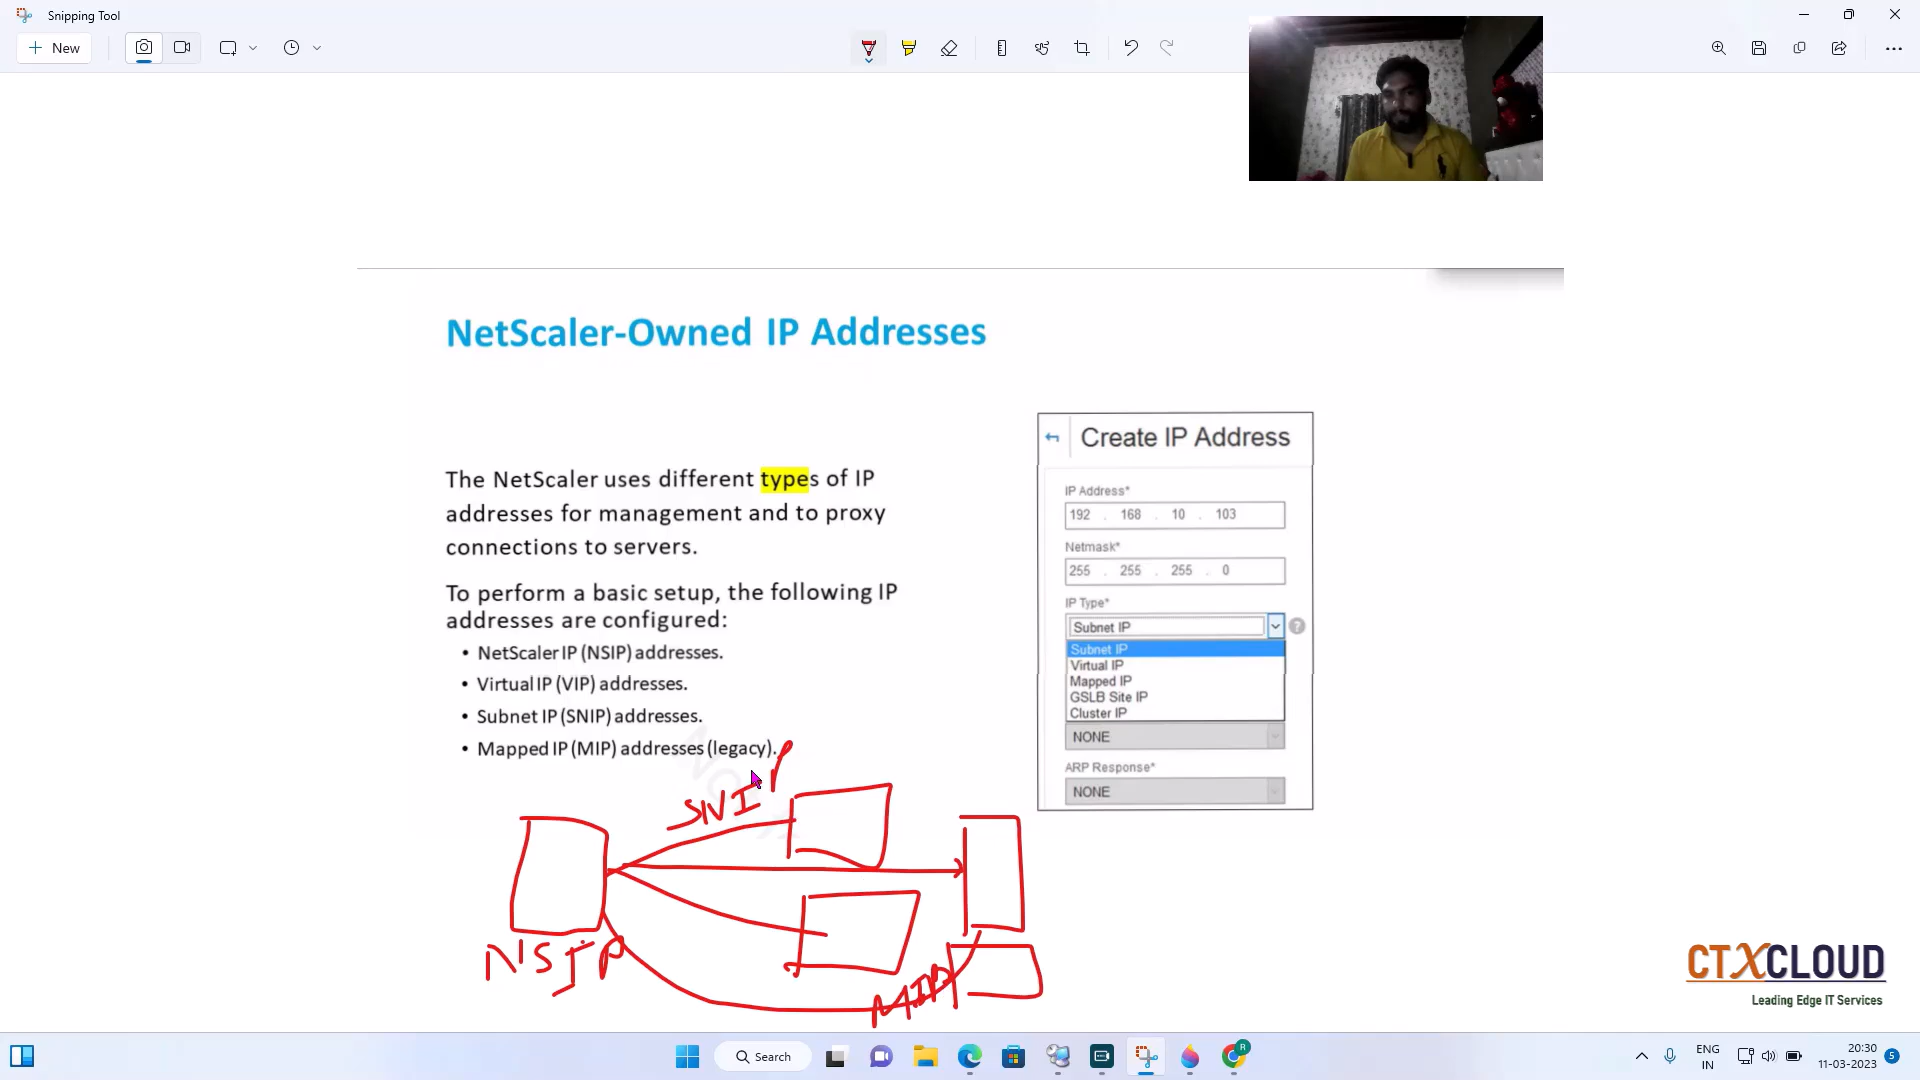 Snipping Tool
New
NetScaler-Owned IP Addresses
The NetScaler uses different types of IP
addresses for management and to proxy
connections to servers.
To perform a basic setup, the following IP
addresses are configured:
• NetScaler IP (NSIP) addresses.
• Virtual IP (VIP) addresses.
• Subnet IP (SNIP) addresses.
• Mapped IP (MIP) addresses (legacy).
Create IP Address
IP Address*
192 . 168 . 10 . 103
Netmask*
255 . 255 . 255 . 0
IP Type*
Subnet IP
Subnet IP
Virtual IP
Mapped IP
GSLB Site IP
Cluster IP
NONE
ARP Response*
NONE
SNIP
NSIP
MIP
CTXCLOUD
Leading Edge IT Services
Search
R
ENG
IN
20:30
11-03-2023
5